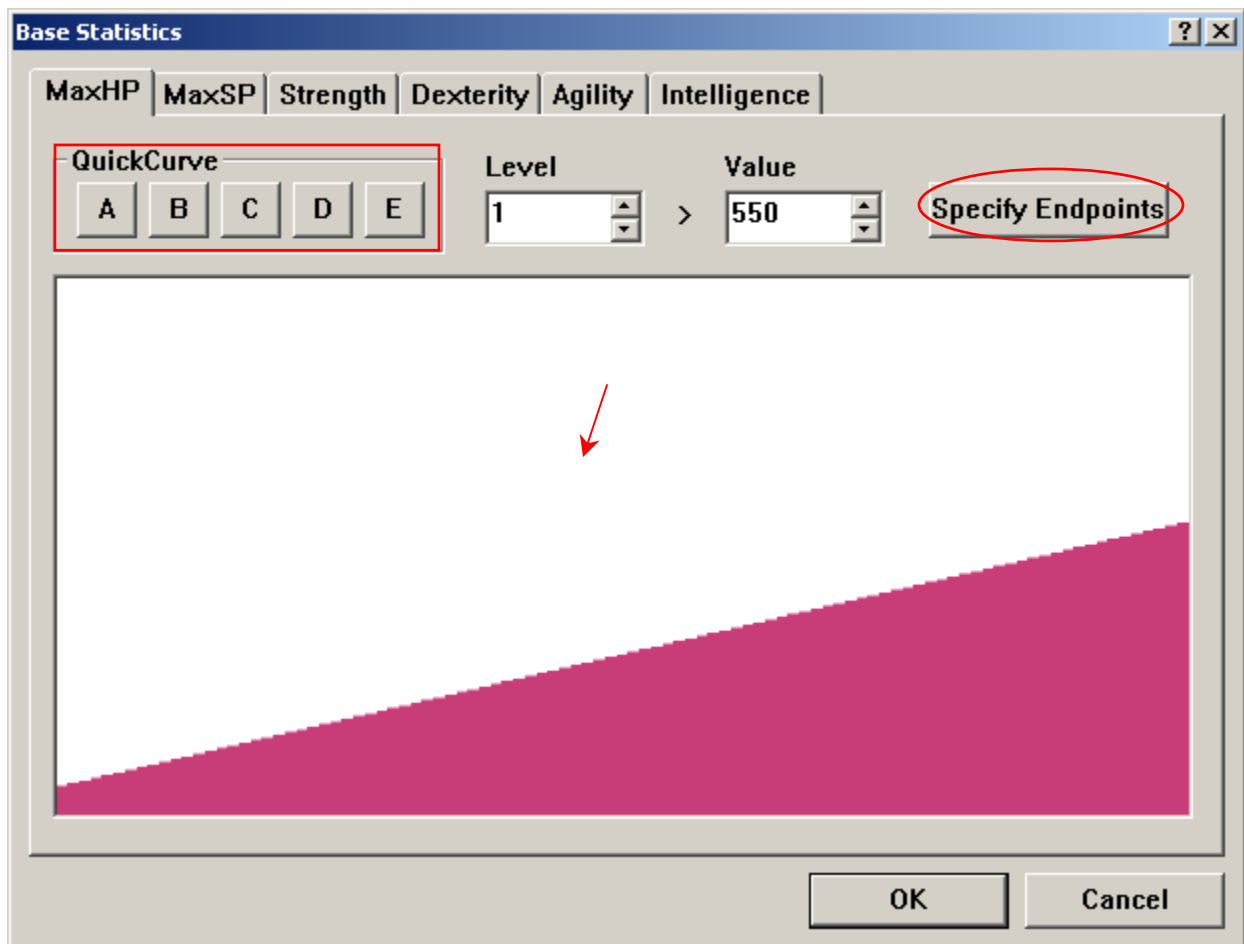 Base Statistics
MaxHP MaxSP Strength Dexterity Agility Intelligence
QuickCurve Level Value
A B C D E 1 > 550 Specify Endpoints
OK Cancel